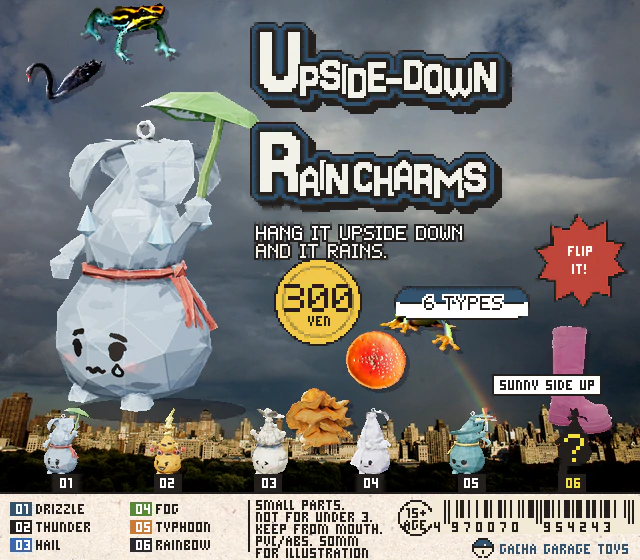 UPSIDE-DOWN
RAIN CHARMS
HANG IT UPSIDE DOWN
AND IT RAINS.
300
YEN
6 TYPES
FLIP
IT!
SUNNY SIDE UP
?
01
02
03
04
05
06
01 DRIZZLE
02 THUNDER
03 HAIL
04 FOG
05 TYPHOON
06 RAINBOW
SMALL PARTS.
NOT FOR UNDER 3.
KEEP FROM MOUTH.
PVC/ABS. 50MM
FOR ILLUSTRATION
15+
AGE
4 970070 954243
GACHA GARAGE TOYS